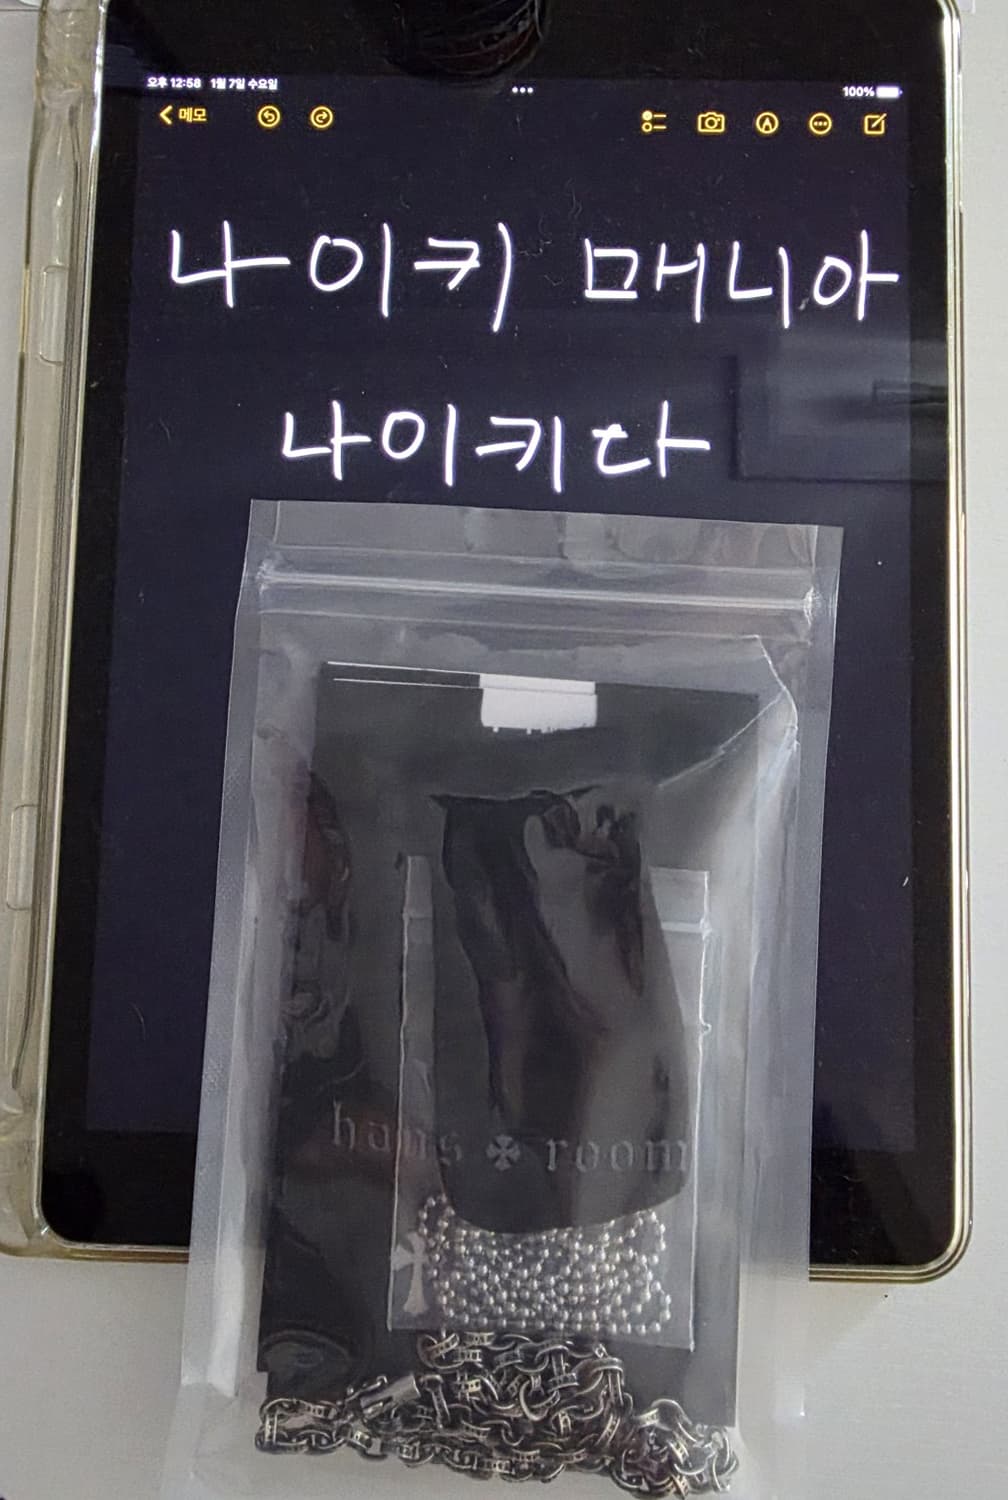 오후 12:58 1월 7일 수요일 100%
메모
나이키 매니아
나이키다
hans room